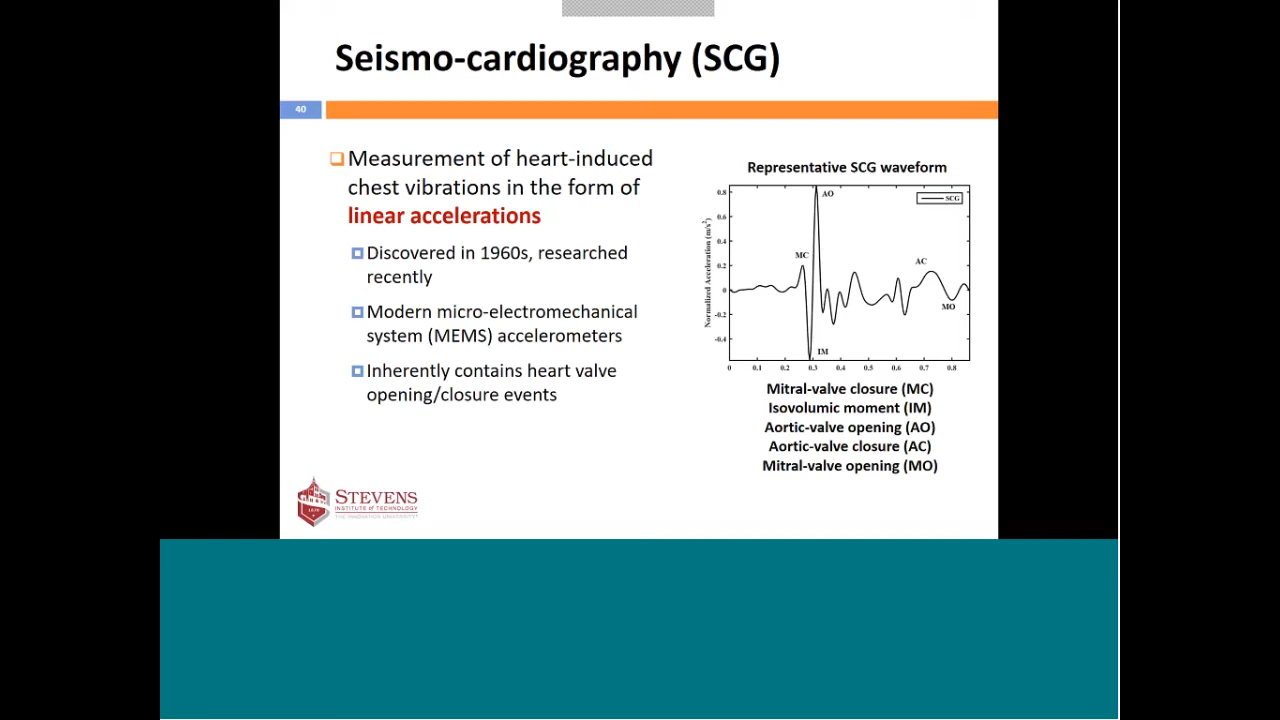 Seismo-cardiography (SCG)
40
❑ Measurement of heart-induced
chest vibrations in the form of
linear accelerations
Discovered in 1960s, researched
recently
Modern micro-electromechanical
system (MEMS) accelerometers
Inherently contains heart valve
opening/closure events
Representative SCG waveform
Normalized Acceleration (m/s²)
0.8
0.6
0.4
0.2
0
-0.2
-0.4
AO
SCG
MC
AC
MO
IM
0 0.1 0.2 0.3 0.4 0.5 0.6 0.7 0.8
Mitral-valve closure (MC)
Isovolumic moment (IM)
Aortic-valve opening (AO)
Aortic-valve closure (AC)
Mitral-valve opening (MO)
1870
STEVENS
INSTITUTE of TECHNOLOGY
THE INNOVATION UNIVERSITY